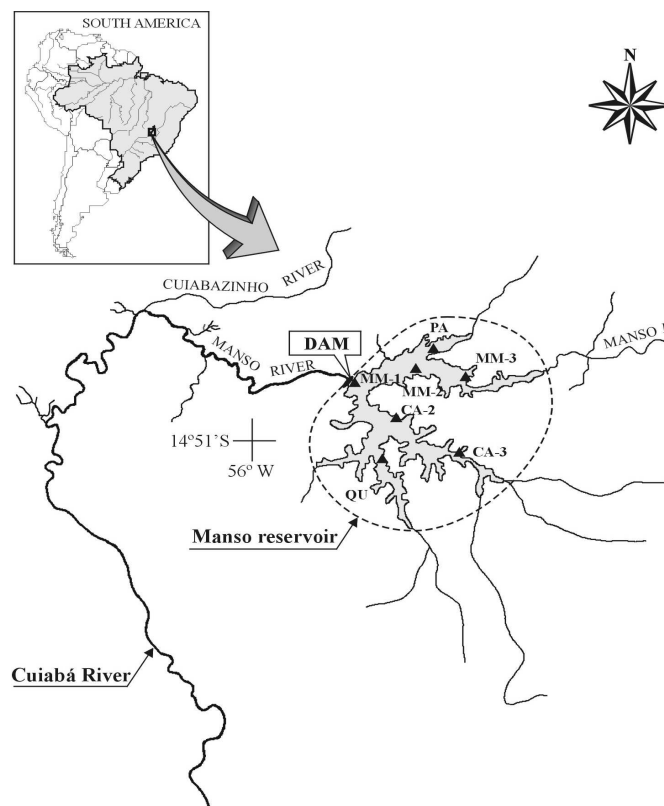 SOUTH AMERICA
N
CUIABAZINHO RIVER
MANSO RIVER
DAM
PA
MM-3
MANSO
MM-1
MM-2
CA-2
14º51'S
56º W
CA-3
QU
Manso reservoir
Cuiabá River